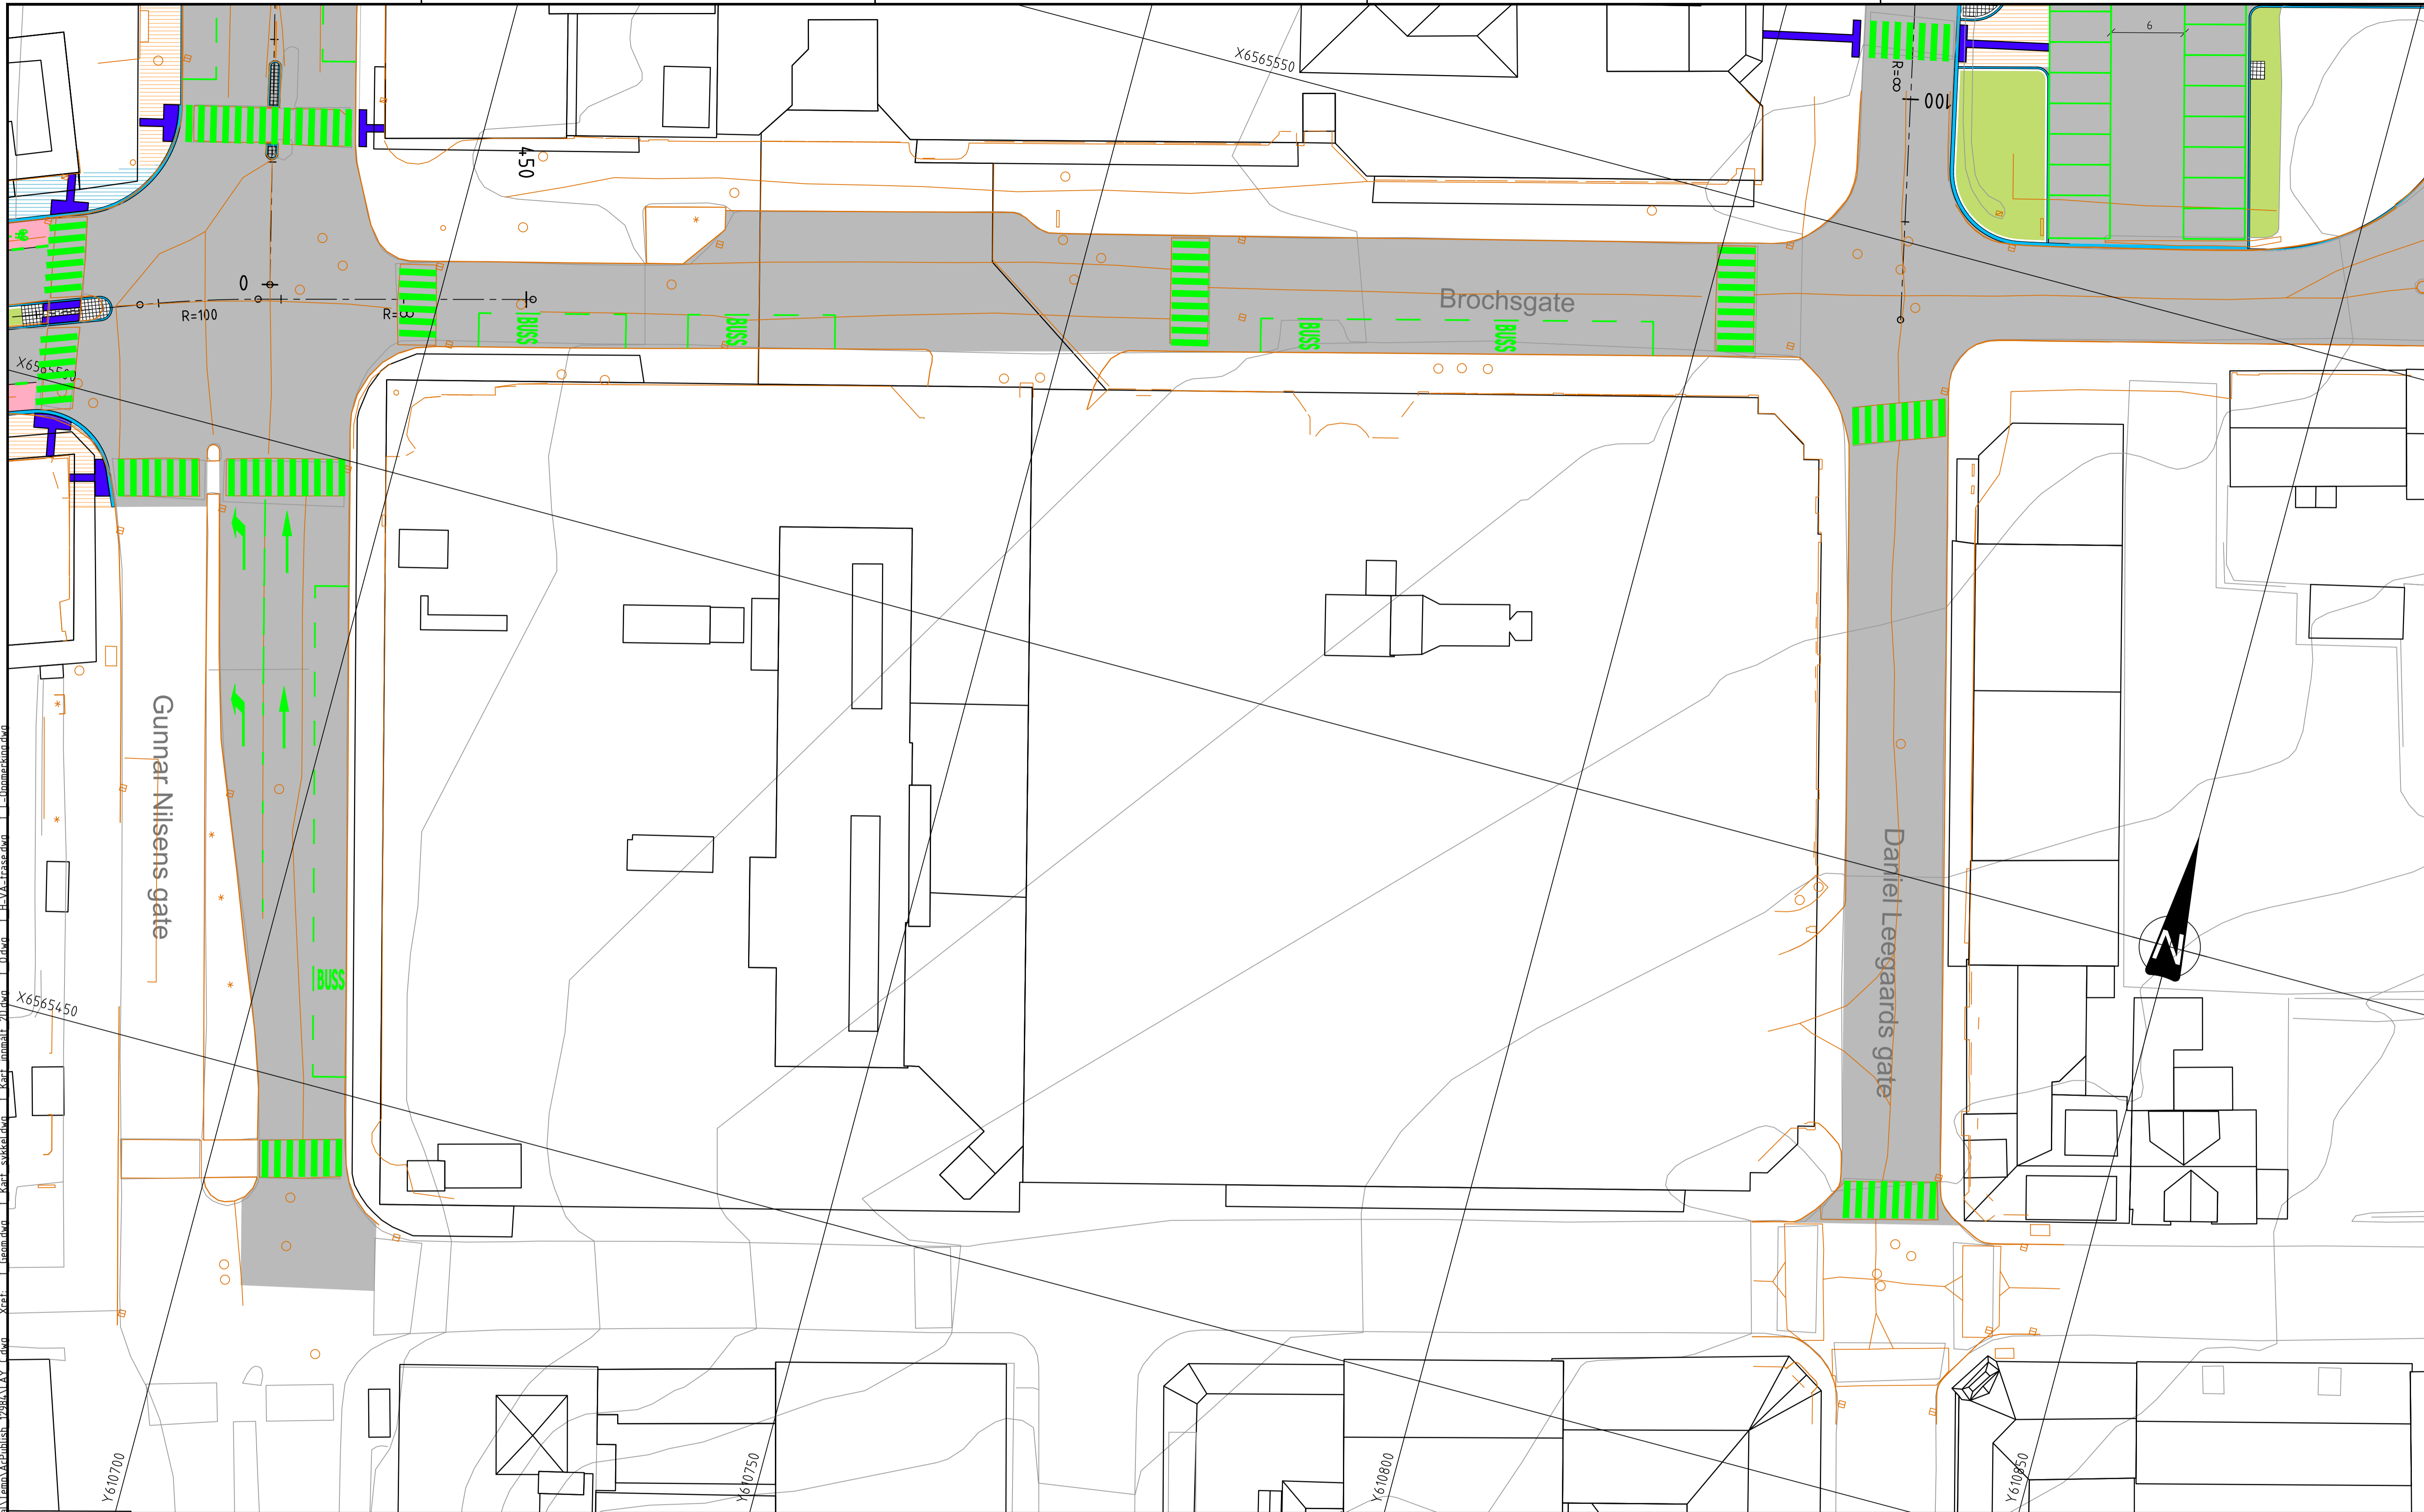 X6565550
6
R=∞
100
450
0
R=100
R=∞
Brochsgate
BUSS
BUSS
BUSS
BUSS
X6565500
Gunnar Nilsens gate
Daniel Leegaards gate
N
BUSS
X6565450
Y610700
Y610750
Y610800
Y610850